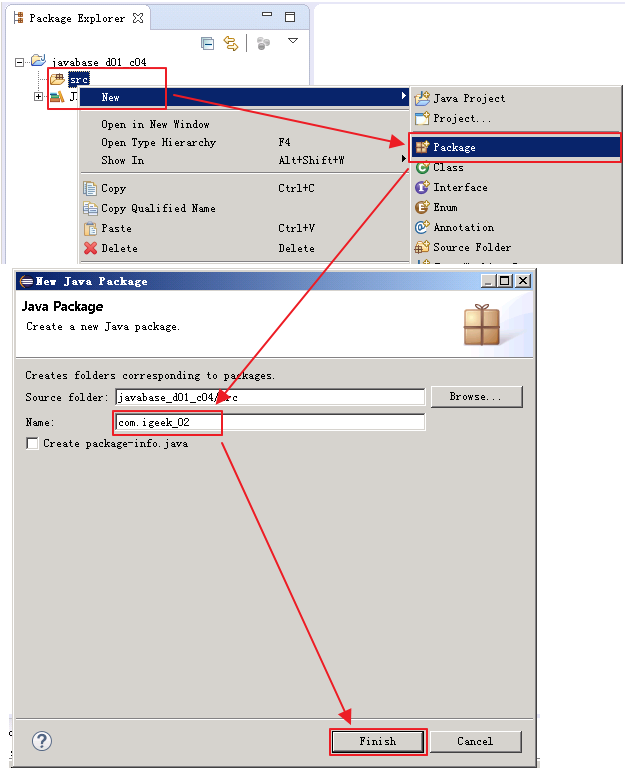 Package Explorer
javabase_d01_c04
src
New
Java Project
Project...
Open in New Window
Open Type Hierarchy F4
Package
Show In Alt+Shift+W
Class
Copy Ctrl+C
Interface
Copy Qualified Name
Enum
Paste Ctrl+V
Annotation
Delete Delete
Source Folder
New Java Package
Java Package
Create a new Java package.
Creates folders corresponding to packages.
Source folder: javabase_d01_c04/src Browse...
Name: com.igeek_02
Create package-info.java
? Finish Cancel